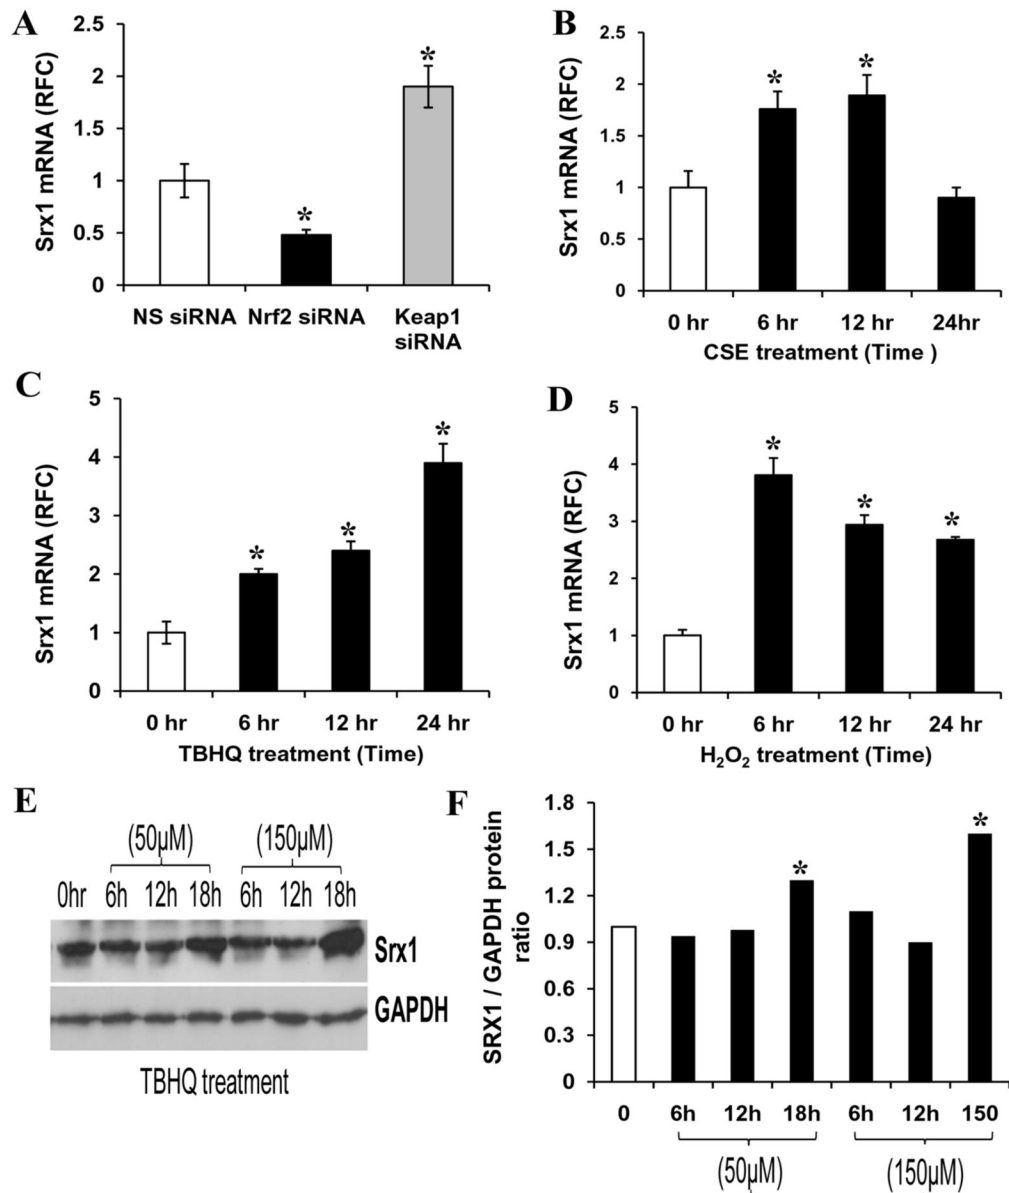 A
Srx1 mRNA (RFC)
2.5
2
1.5
1
0.5
0
*
*
NS siRNA Nrf2 siRNA Keap1
siRNA
B
Srx1 mRNA (RFC)
2.5
2
1.5
1
0.5
0
*
*
0 hr 6 hr 12 hr 24hr
CSE treatment (Time )
C
Srx1 mRNA (RFC)
5
4
3
2
1
0
*
*
*
0 hr 6 hr 12 hr 24 hr
TBHQ treatment (Time)
D
Srx1 mRNA (RFC)
5
4
3
2
1
0
*
*
*
0 hr 6 hr 12 hr 24 hr
H₂O₂ treatment (Time)
E
(50µM) (150µM)
0hr 6h 12h 18h 6h 12h 18h
Srx1
GAPDH
TBHQ treatment
F
SRX1 / GAPDH protein
ratio
1.8
1.5
1.2
0.9
0.6
0.3
0
*
*
0 6h 12h 18h 6h 12h 150
(50µM) (150µM)